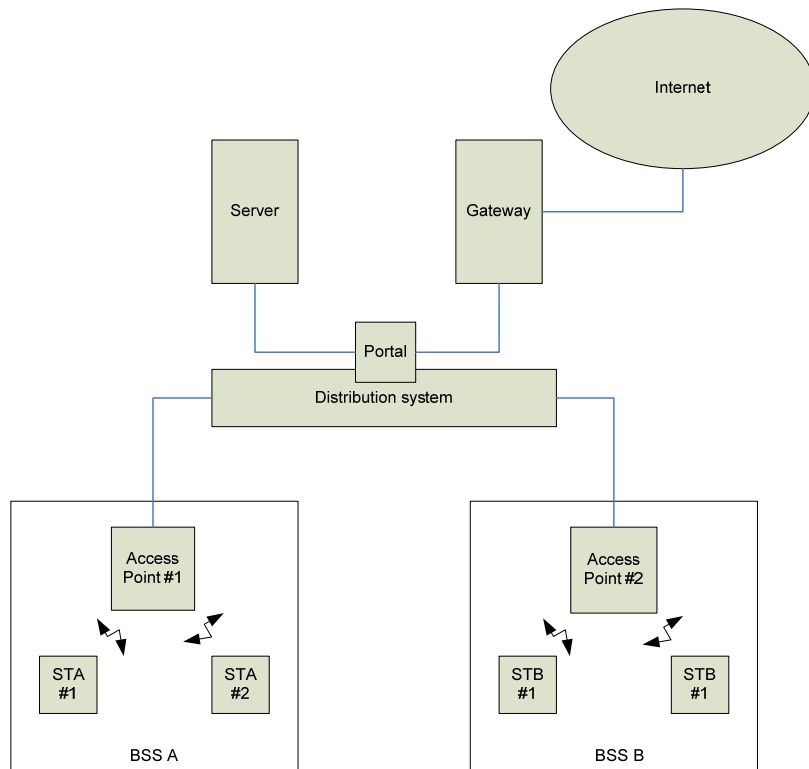 Internet
Server
Gateway
Portal
Distribution system
Access
Point #1
Access
Point #2
STA
#1
STA
#2
STB
#1
STB
#1
BSS A
BSS B